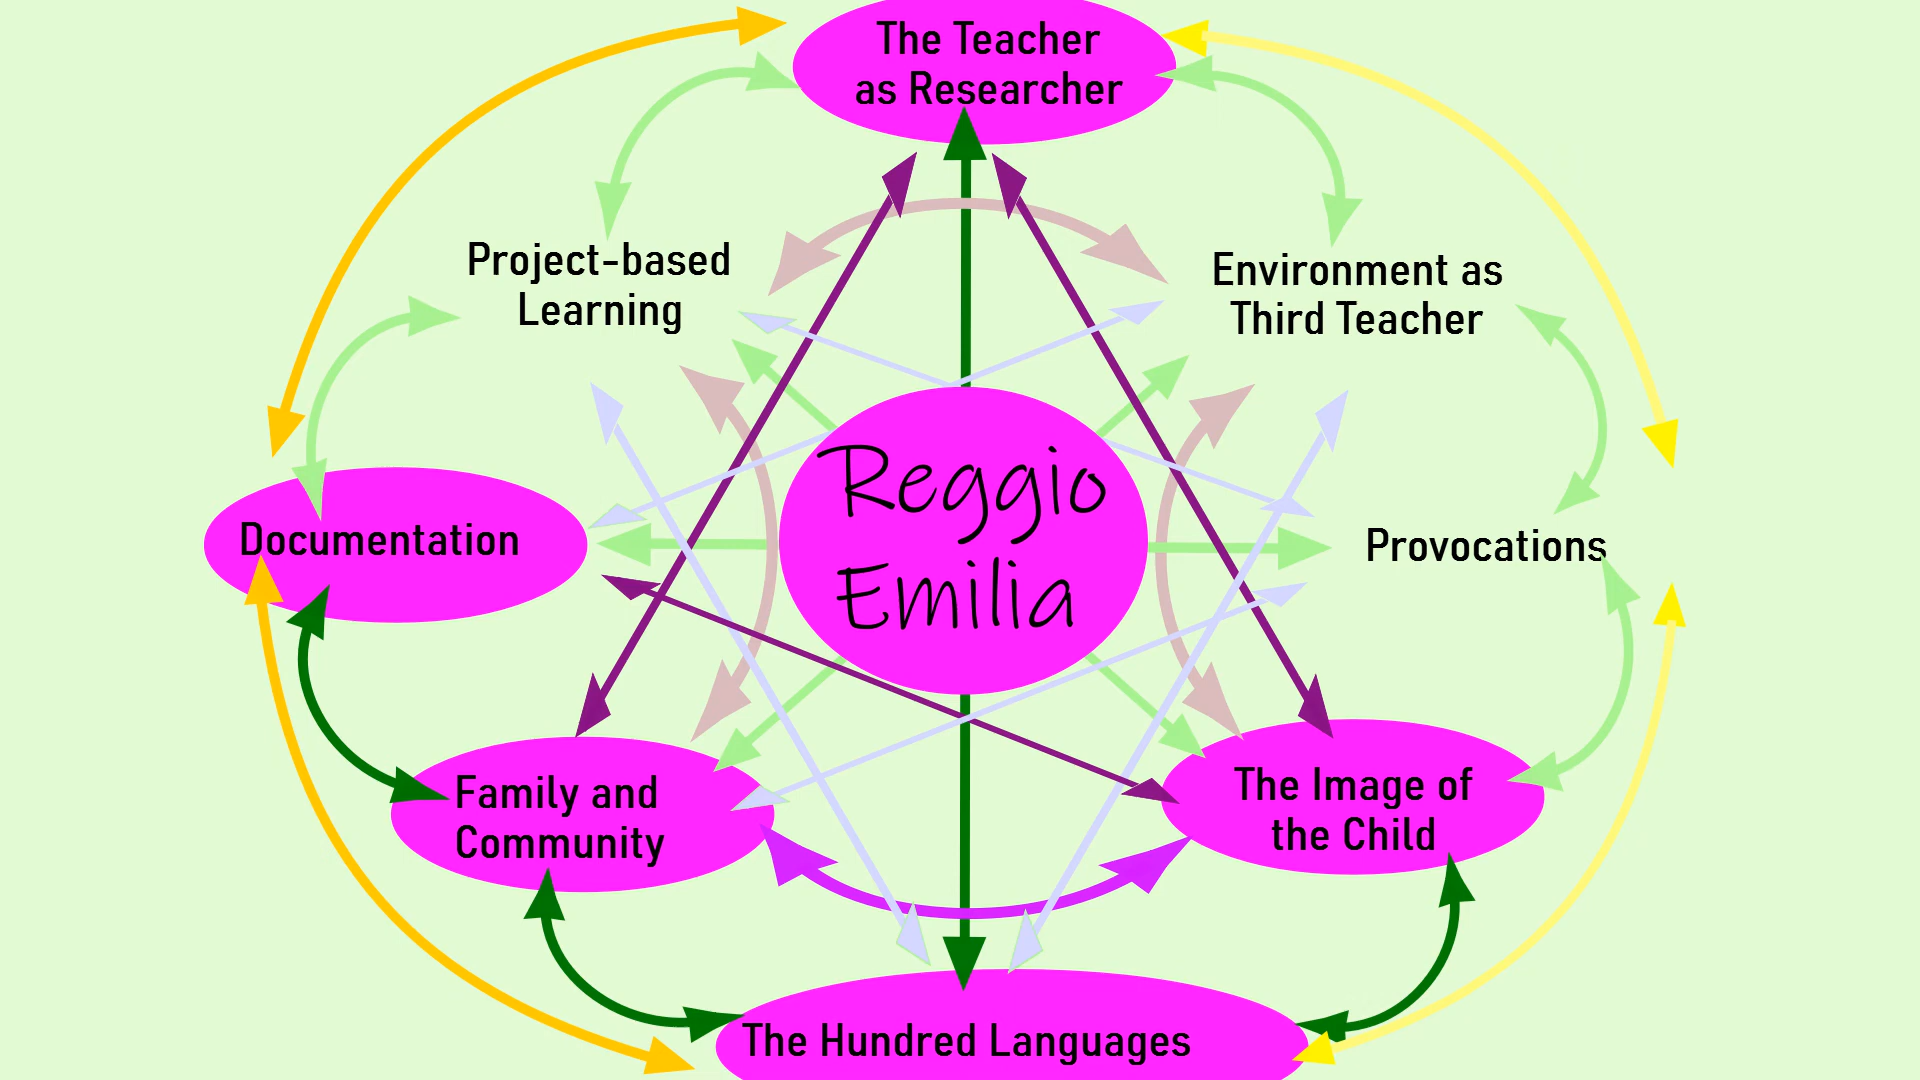 The Teacher
as Researcher
Project-based
Learning
Environment as
Third Teacher
Reggio
Emilia
Documentation
Provocations
Family and
Community
The Image of
the Child
The Hundred Languages